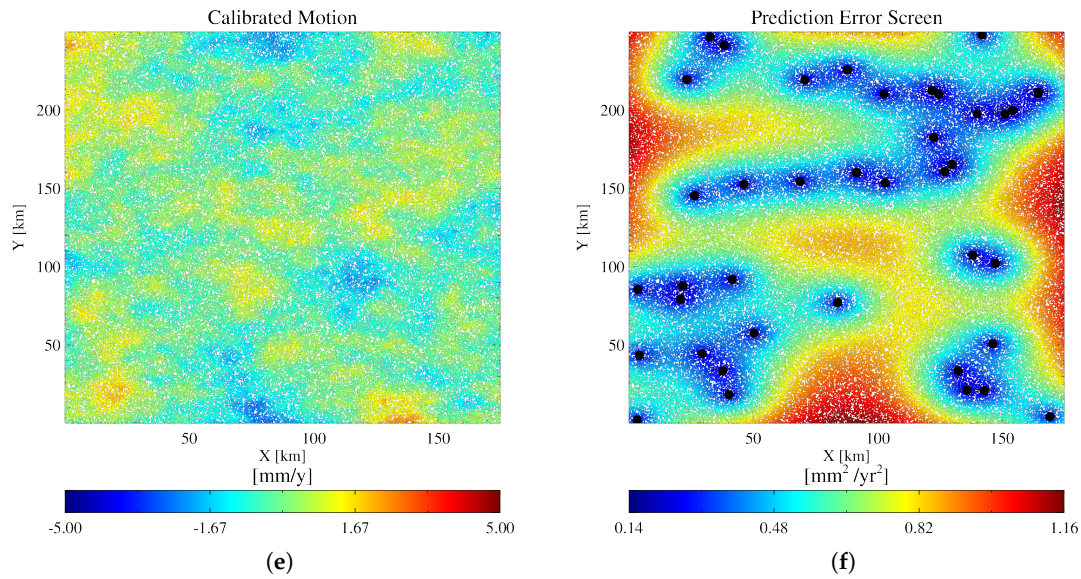 Calibrated Motion
200
150
100
50
Y [km]
50 100 150
X [km]
[mm/y]
-5.00 -1.67 1.67 5.00
(e)
Prediction Error Screen
200
150
100
50
Y [km]
50 100 150
X [km]
[mm² /yr²]
0.14 0.48 0.82 1.16
(f)